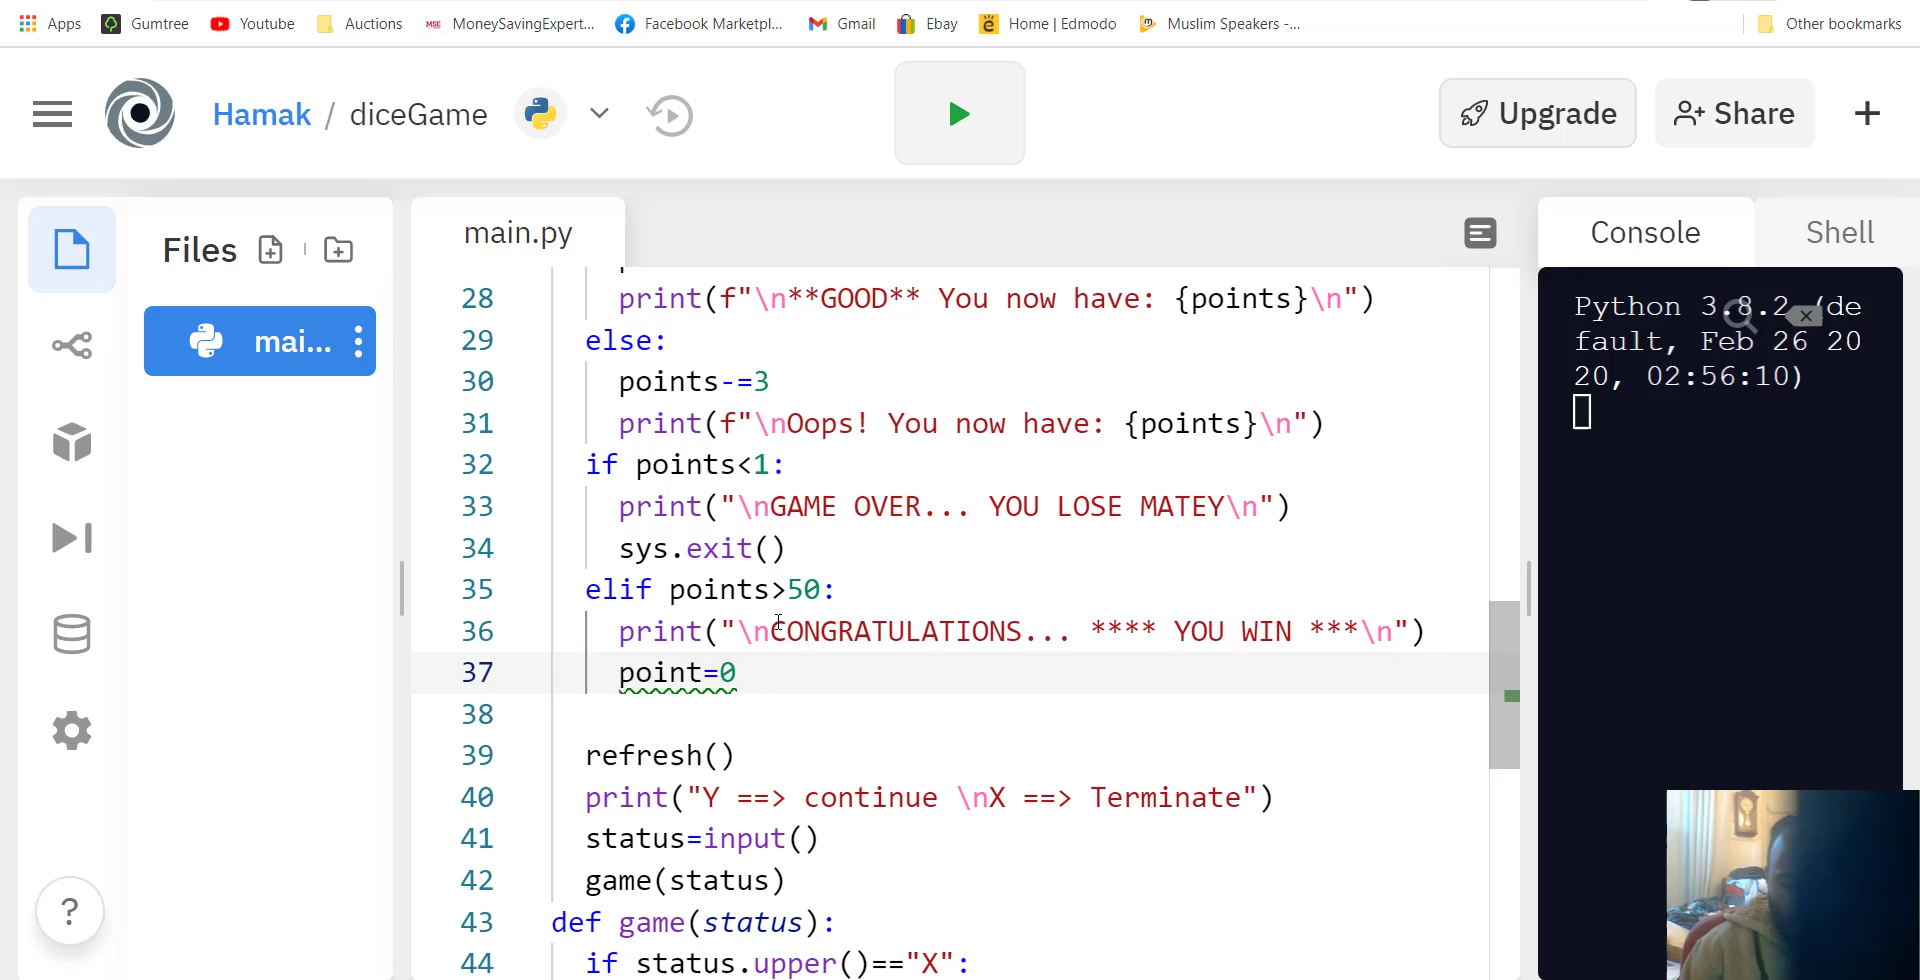 Apps Gumtree Youtube Auctions MSE MoneySavingExpert... Facebook Marketpl... Gmail Ebay Home | Edmodo Muslim Speakers -... Other bookmarks
Hamak / diceGame Upgrade Share
Files main.py Console Shell
mai...
28 print(f"\n**GOOD** You now have: {points}\n")
29 else:
30 points-=3
31 print(f"\nOops! You now have: {points}\n")
32 if points<1:
33 print("\nGAME OVER... YOU LOSE MATEY\n")
34 sys.exit()
35 elif points>50:
36 print("\nCONGRATULATIONS... **** YOU WIN ***\n")
37 point=0
38
39 refresh()
40 print("Y ==> continue \nX ==> Terminate")
41 status=input()
42 game(status)
43 def game(status):
44 if status.upper()=="X":
Python 3.8.2 (de
fault, Feb 26 20
20, 02:56:10)
?